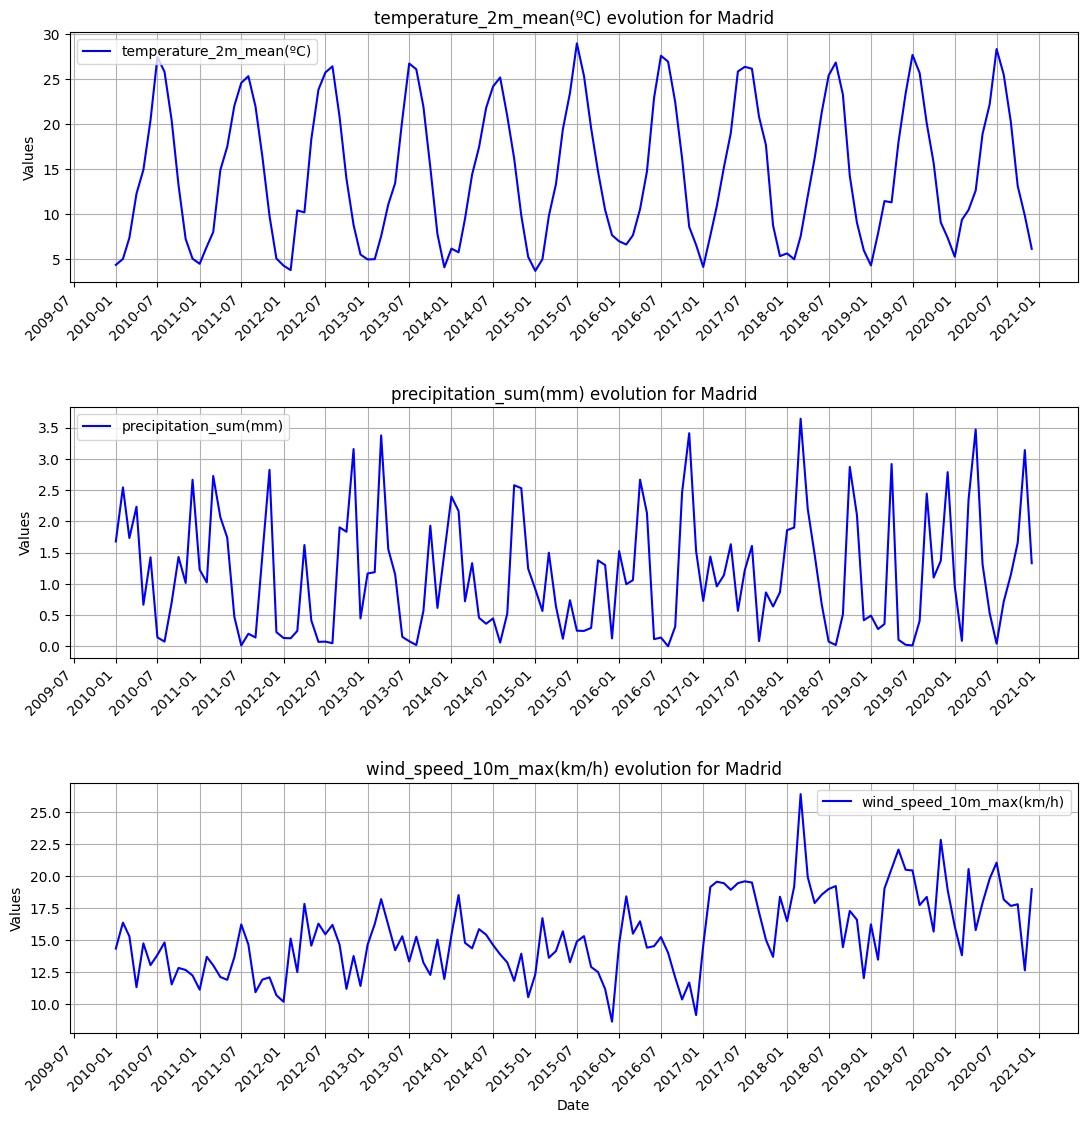 temperature_2m_mean(ºC) evolution for Madrid
temperature_2m_mean(ºC)
Values
30
25
20
15
10
5
2009-07 2010-01 2010-07 2011-01 2011-07 2012-01 2012-07 2013-01 2013-07 2014-01 2014-07 2015-01 2015-07 2016-01 2016-07 2017-01 2017-07 2018-01 2018-07 2019-01 2019-07 2020-01 2020-07 2021-01
precipitation_sum(mm) evolution for Madrid
precipitation_sum(mm)
Values
3.5
3.0
2.5
2.0
1.5
1.0
0.5
0.0
2009-07 2010-01 2010-07 2011-01 2011-07 2012-01 2012-07 2013-01 2013-07 2014-01 2014-07 2015-01 2015-07 2016-01 2016-07 2017-01 2017-07 2018-01 2018-07 2019-01 2019-07 2020-01 2020-07 2021-01
wind_speed_10m_max(km/h) evolution for Madrid
wind_speed_10m_max(km/h)
Values
25.0
22.5
20.0
17.5
15.0
12.5
10.0
2009-07 2010-01 2010-07 2011-01 2011-07 2012-01 2012-07 2013-01 2013-07 2014-01 2014-07 2015-01 2015-07 2016-01 2016-07 2017-01 2017-07 2018-01 2018-07 2019-01 2019-07 2020-01 2020-07 2021-01
Date